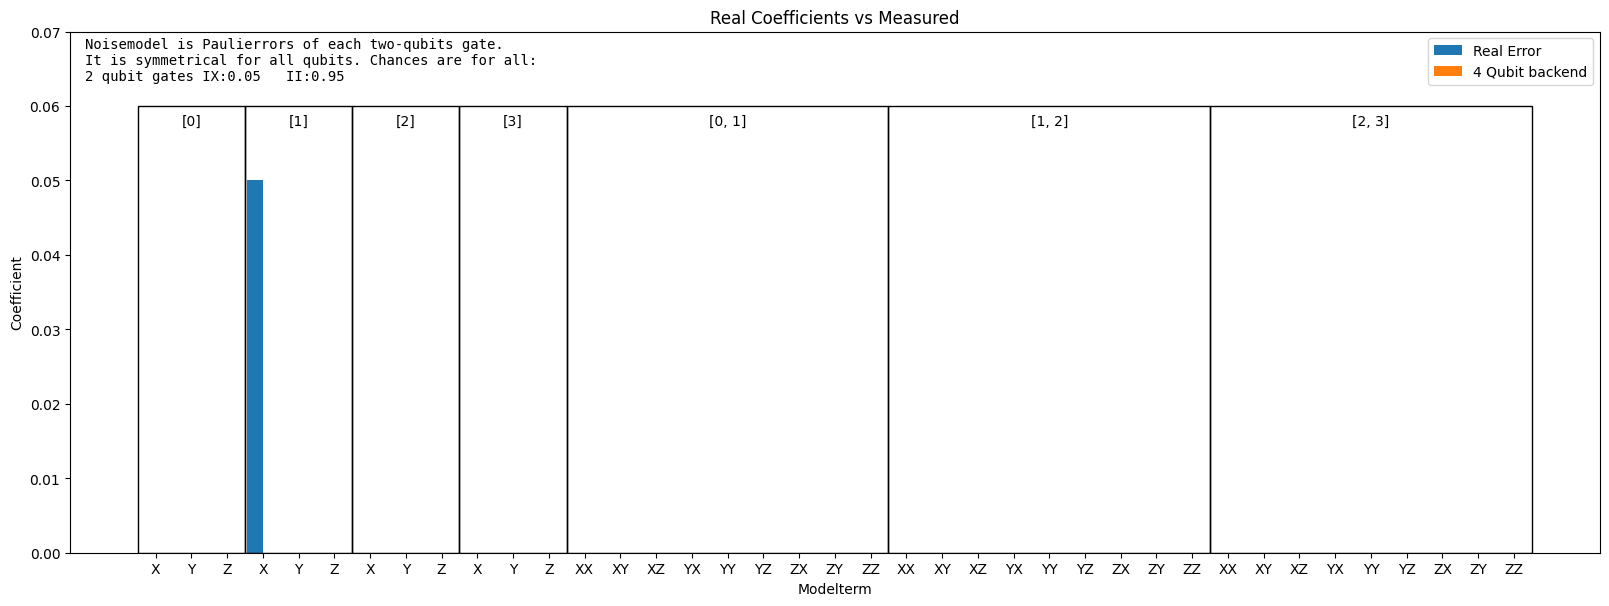 Real Coefficients vs Measured
Noisemodel is Paulierrors of each two-qubits gate.
It is symmetrical for all qubits. Chances are for all:
2 qubit gates IX:0.05   II:0.95
Real Error
4 Qubit backend
0.07
0.06
0.05
0.04
0.03
0.02
0.01
0.00
Coefficient
[0] [1] [2] [3] [0, 1] [1, 2] [2, 3]
X Y Z X Y Z X Y Z X Y Z XX XY XZ YX YY YZ ZX ZY ZZ XX XY XZ YX YY YZ ZX ZY ZZ XX XY XZ YX YY YZ ZX ZY ZZ
Modelterm